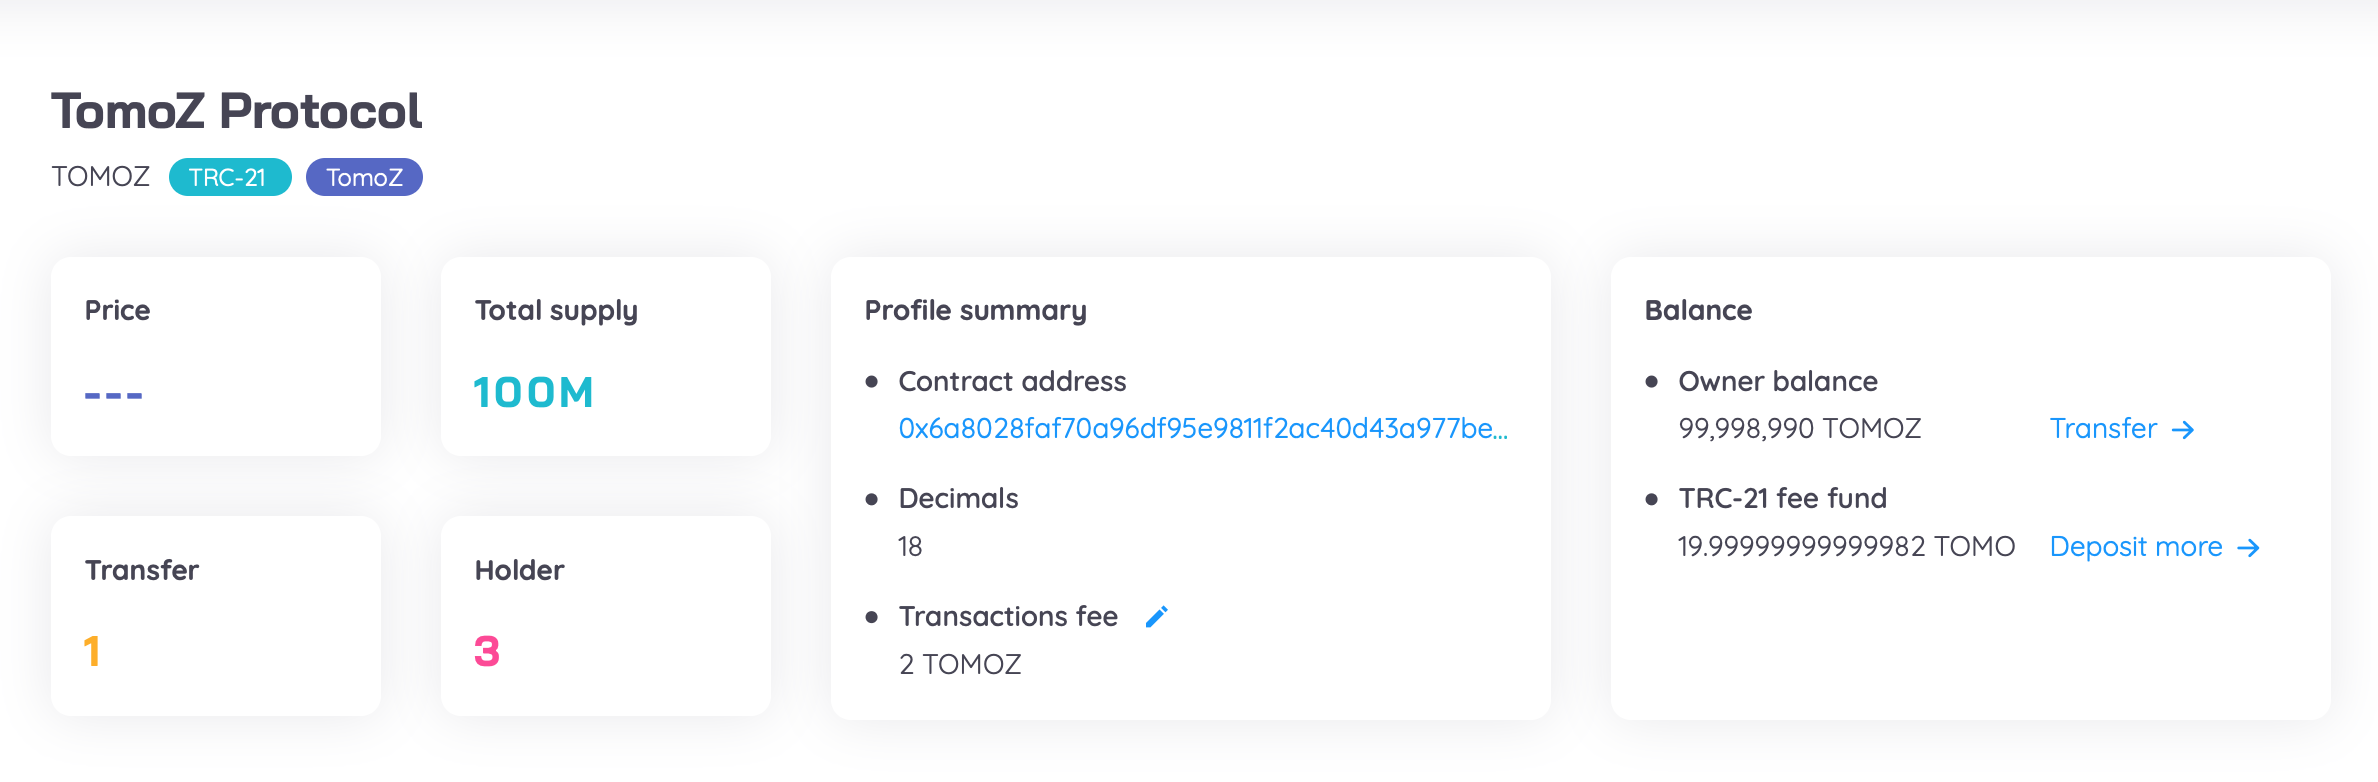 TomoZ Protocol
TOMOZ TRC-21 TomoZ
Price
---
Total supply
100M
Transfer
1
Holder
3
Profile summary
Contract address
0x6a8028faf70a96df95e9811f2ac40d43a977be...
Decimals
18
Transactions fee
2 TOMOZ
Balance
Owner balance
99,998,990 TOMOZ Transfer →
TRC-21 fee fund
19.99999999999982 TOMO Deposit more →